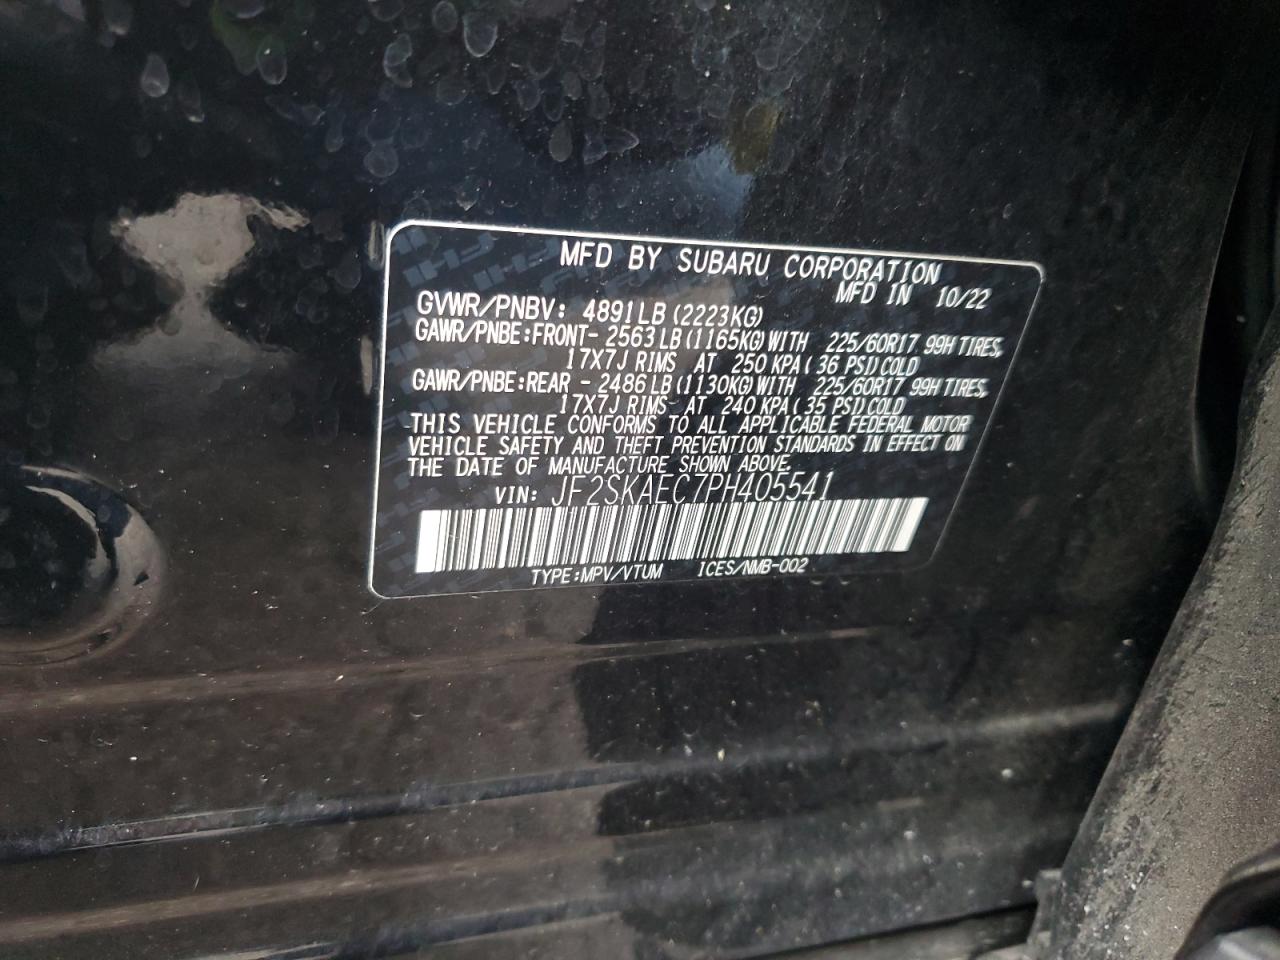 MFD BY SUBARU CORPORATION
MFD IN 10/22
GVWR/PNBV: 4891LB(2223KG)
GAWR/PNBE:FRONT- 2563LB(1165KG)WITH 225/60R17 99H TIRES,
17X7J RIMS AT 250 KPA(36 PSI)COLD
GAWR/PNBE:REAR - 2486LB(1130KG)WITH 225/60R17 99H TIRES,
17X7J RIMS AT 240 KPA(35 PSI)COLD
THIS VEHICLE CONFORMS TO ALL APPLICABLE FEDERAL MOTOR
VEHICLE SAFETY AND THEFT PREVENTION STANDARDS IN EFFECT ON
THE DATE OF MANUFACTURE SHOWN ABOVE.
VIN: JF2SKAEC7PH405541
TYPE:MPV/VTUM ICES/NMB-002